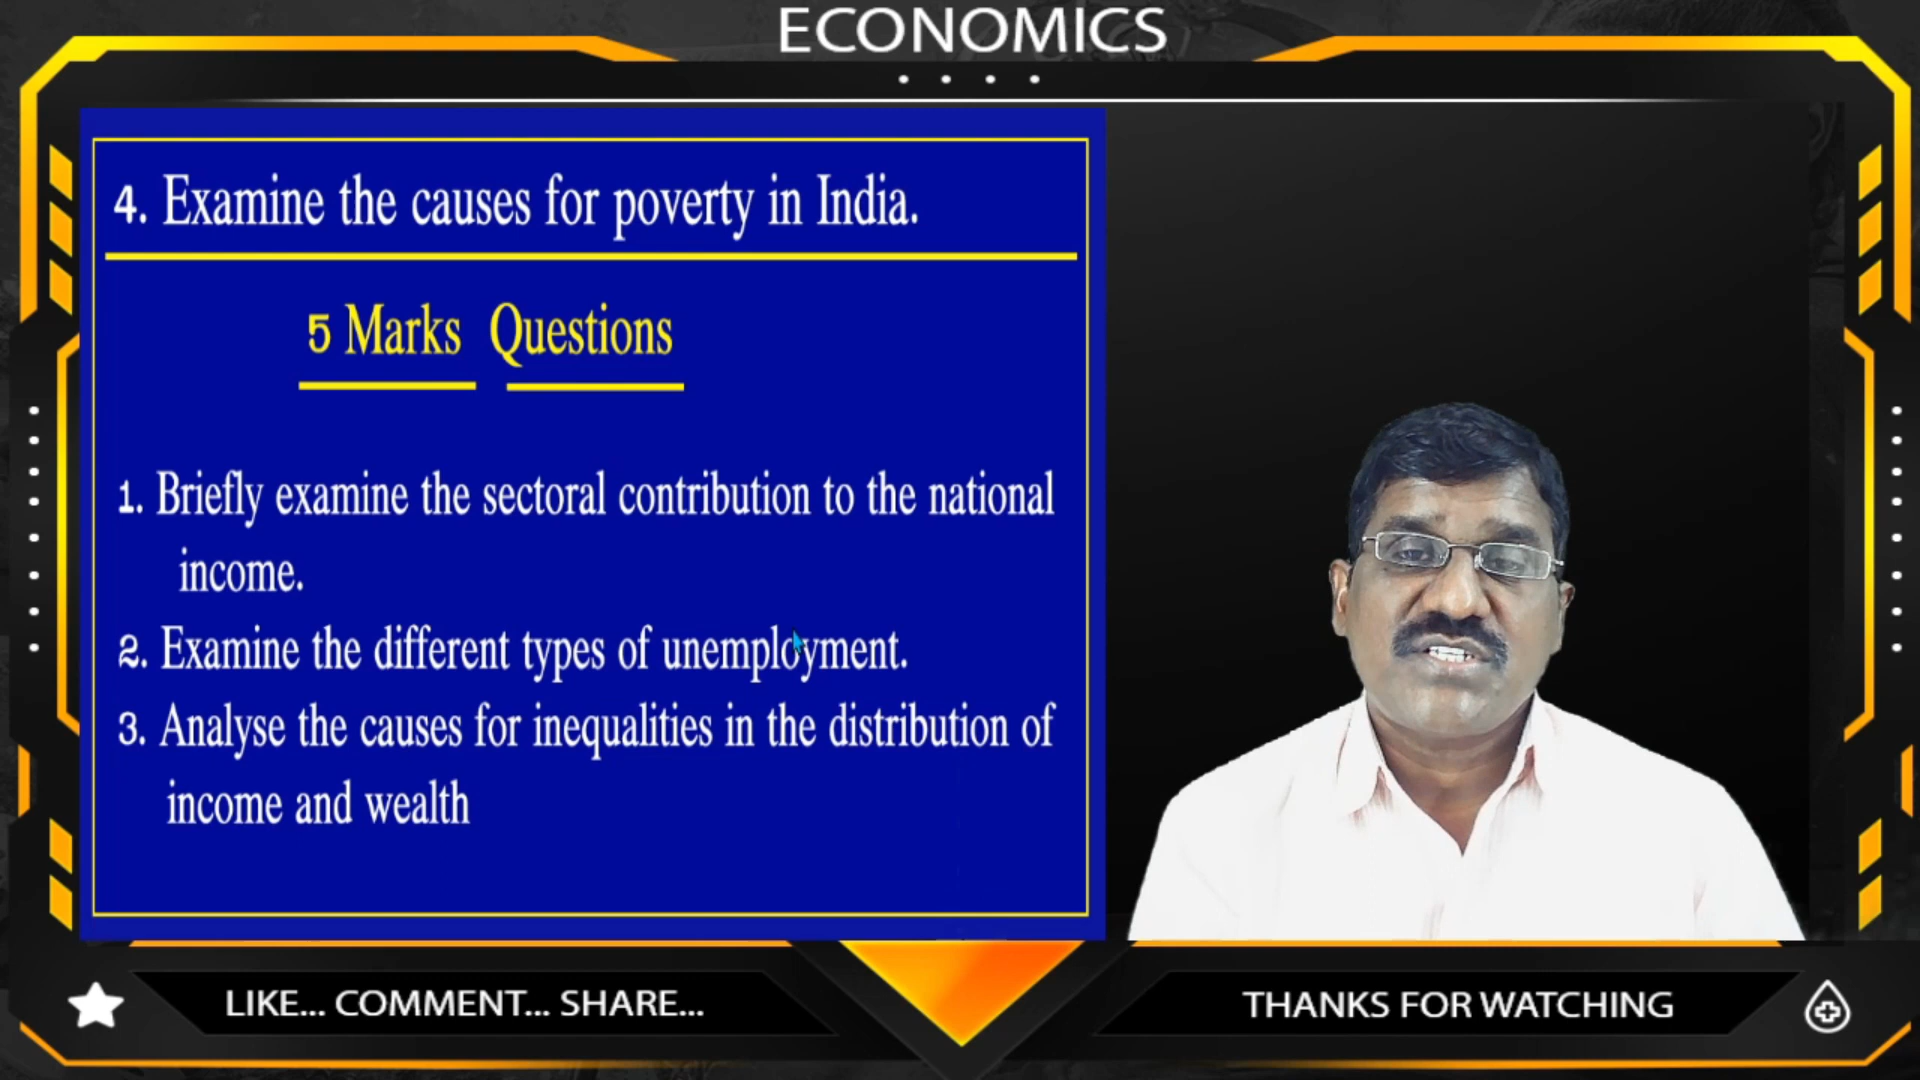 ECONOMICS
4. Examine the causes for poverty in India.
5 Marks Questions
1. Briefly examine the sectoral contribution to the national
income.
2. Examine the different types of unemployment.
3. Analyse the causes for inequalities in the distribution of
income and wealth
LIKE... COMMENT... SHARE...
THANKS FOR WATCHING